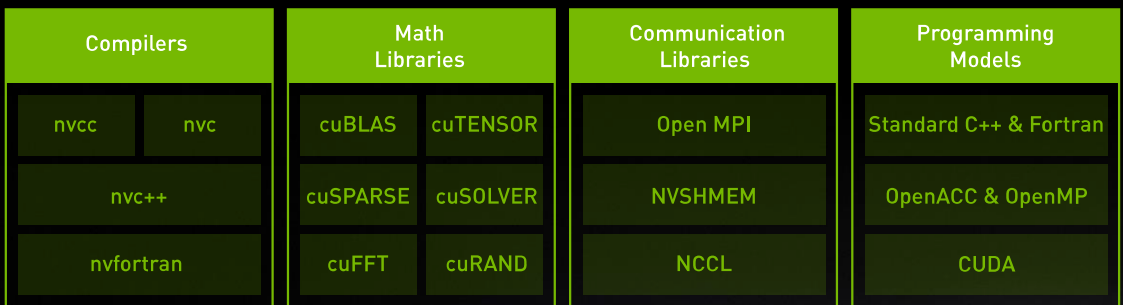 Compilers
nvcc
nvc
nvc++
nvfortran
Math
Libraries
cuBLAS
cuTENSOR
cuSPARSE
cuSOLVER
cuFFT
cuRAND
Communication
Libraries
Open MPI
NVSHMEM
NCCL
Programming
Models
Standard C++ & Fortran
OpenACC & OpenMP
CUDA